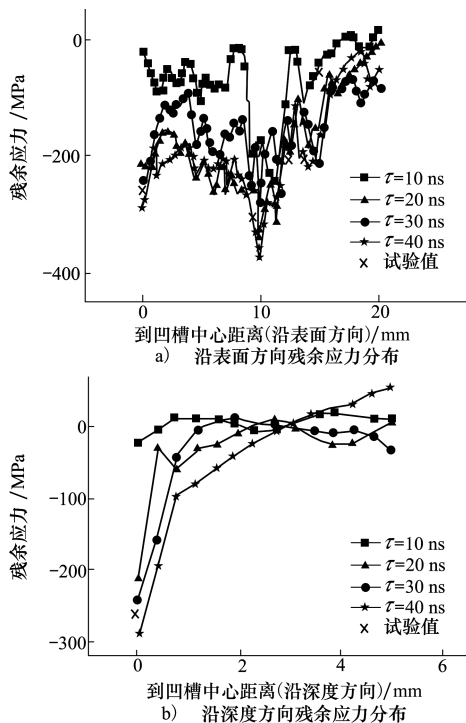 0
−200
−400
残余应力 /MPa
τ=10 ns
τ=20 ns
τ=30 ns
τ=40 ns
试验值
0
10
20
到凹槽中心距离(沿表面方向)/mm
a) 沿表面方向残余应力分布
0
−100
−200
−300
残余应力 /MPa
τ=10 ns
τ=20 ns
τ=30 ns
τ=40 ns
试验值
0
2
4
6
到凹槽中心距离(沿深度方向)/mm
b) 沿深度方向残余应力分布